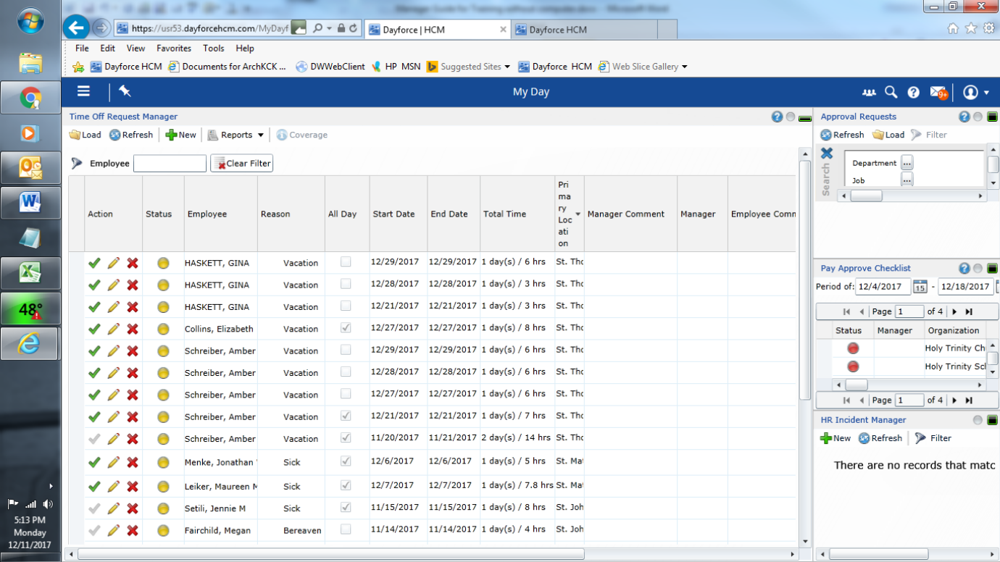 Manager Guide for Training without computer.docx - Microsoft Word
https://usr53.dayforcehcm.com/MyDayf
Dayforce | HCM
Dayforce HCM
File Edit View Favorites Tools Help
Dayforce HCM Documents for ArchKCK ... DWWebClient HP MSN Suggested Sites Dayforce HCM Web Slice Gallery
My Day
9+
Time Off Request Manager
Load Refresh New Reports Coverage
Employee Clear Filter
Action Status Employee Reason All Day Start Date End Date Total Time Pri
ma
ry
Loc
ati
on Manager Comment Manager Employee Comm
HASKETT, GINA Vacation 12/29/2017 12/29/2017 1 day(s) / 6 hrs St. Tho
HASKETT, GINA Vacation 12/28/2017 12/28/2017 1 day(s) / 3 hrs St. Tho
HASKETT, GINA Vacation 12/21/2017 12/21/2017 1 day(s) / 3 hrs St. Tho
Collins, Elizabeth Vacation 12/27/2017 12/27/2017 1 day(s) / 8 hrs St. Tho
Schreiber, Amber Vacation 12/29/2017 12/29/2017 1 day(s) / 6 hrs St. Tho
Schreiber, Amber Vacation 12/28/2017 12/28/2017 1 day(s) / 6 hrs St. Tho
Schreiber, Amber Vacation 12/27/2017 12/27/2017 1 day(s) / 6 hrs St. Tho
Schreiber, Amber Vacation 12/21/2017 12/21/2017 1 day(s) / 7 hrs St. Tho
Schreiber, Amber Vacation 11/20/2017 11/21/2017 2 day(s) / 14 hrs St. Tho
Menke, Jonathan Sick 12/6/2017 12/6/2017 1 day(s) / 5 hrs St. Mat
Leiker, Maureen M Sick 12/7/2017 12/7/2017 1 day(s) / 7.8 hrs St. Mat
Setili, Jennie M Sick 11/15/2017 11/15/2017 1 day(s) / 8 hrs St. Joh
Fairchild, Megan Bereaven 11/14/2017 11/14/2017 1 day(s) / 4 hrs St. Joh
Approval Requests
Refresh Load Filter
Search
Department ...
Job ...
Pay Approve Checklist
Period of: 12/4/2017 15 - 12/18/2017
Page 1 of 4
Status Manager Organization
Holy Trinity Ch
Holy Trinity Scl
Page 1 of 4
HR Incident Manager
New Refresh Filter
There are no records that matc
48°
5:13 PM
Monday
12/11/2017